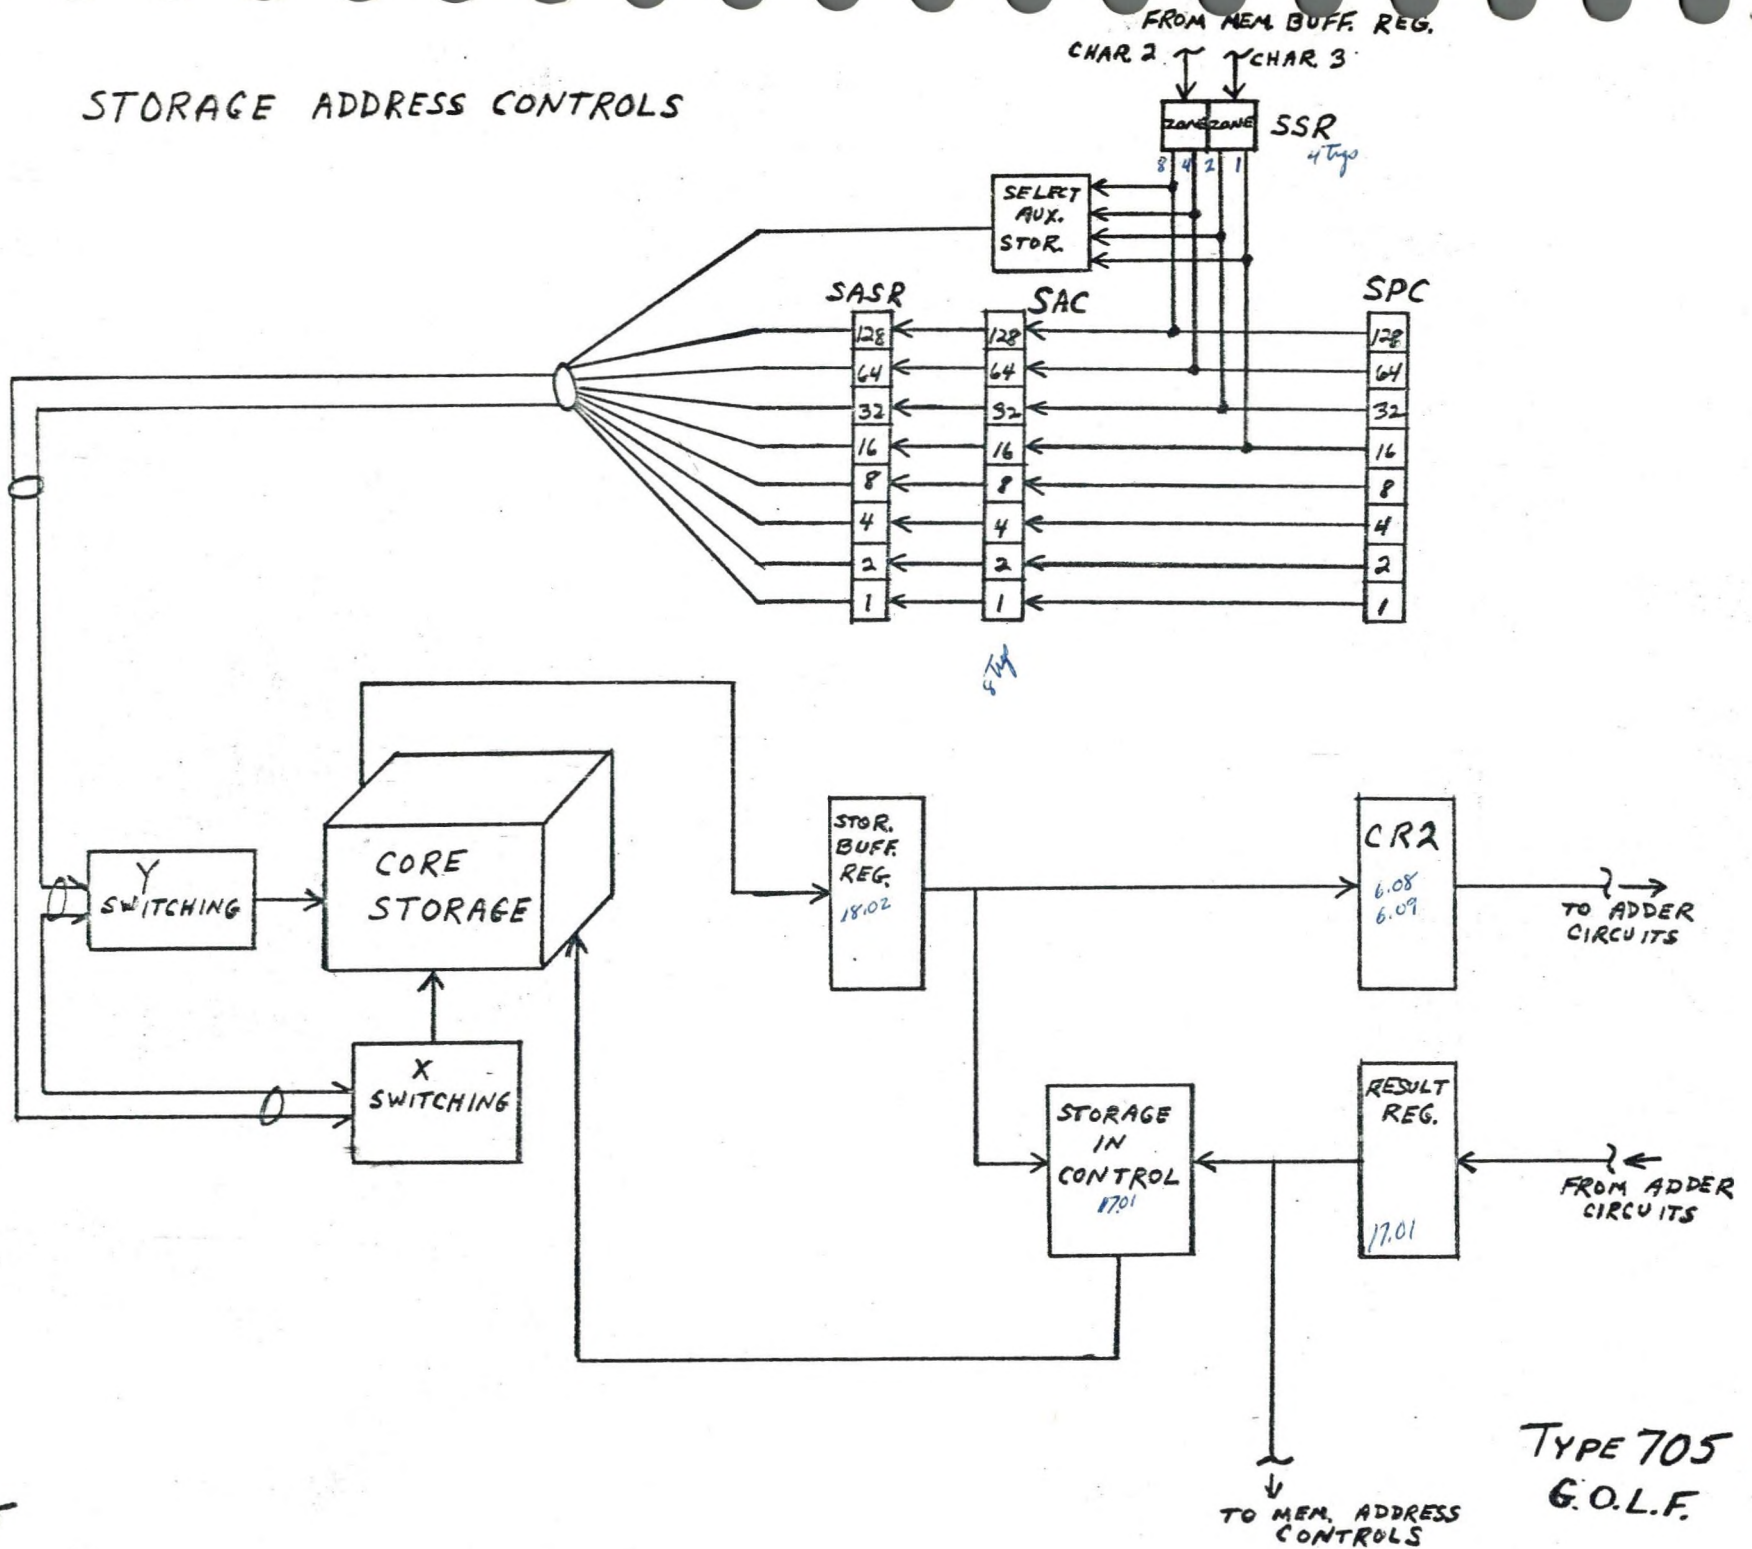 FROM MEM. BUFF. REG.
CHAR. 2 CHAR. 3
STORAGE ADDRESS CONTROLS
ZONE ZONE SSR
4 Trgs
8 4 2 1
SELECT
AUX.
STOR.
SASR SAC SPC
128 128 128
64 64 64
32 32 32
16 16 16
8 8 8
4 4 4
2 2 2
1 1 1
CORE
STORAGE
Y
SWITCHING
X
SWITCHING
STOR.
BUFF.
REG.
18.02
CR2
6.08
6.09
TO ADDER
CIRCUITS
STORAGE
IN
CONTROL
17.01
RESULT
REG.
17.01
FROM ADDER
CIRCUITS
TO MEM. ADDRESS
CONTROLS
TYPE 705
G.O.L.F.